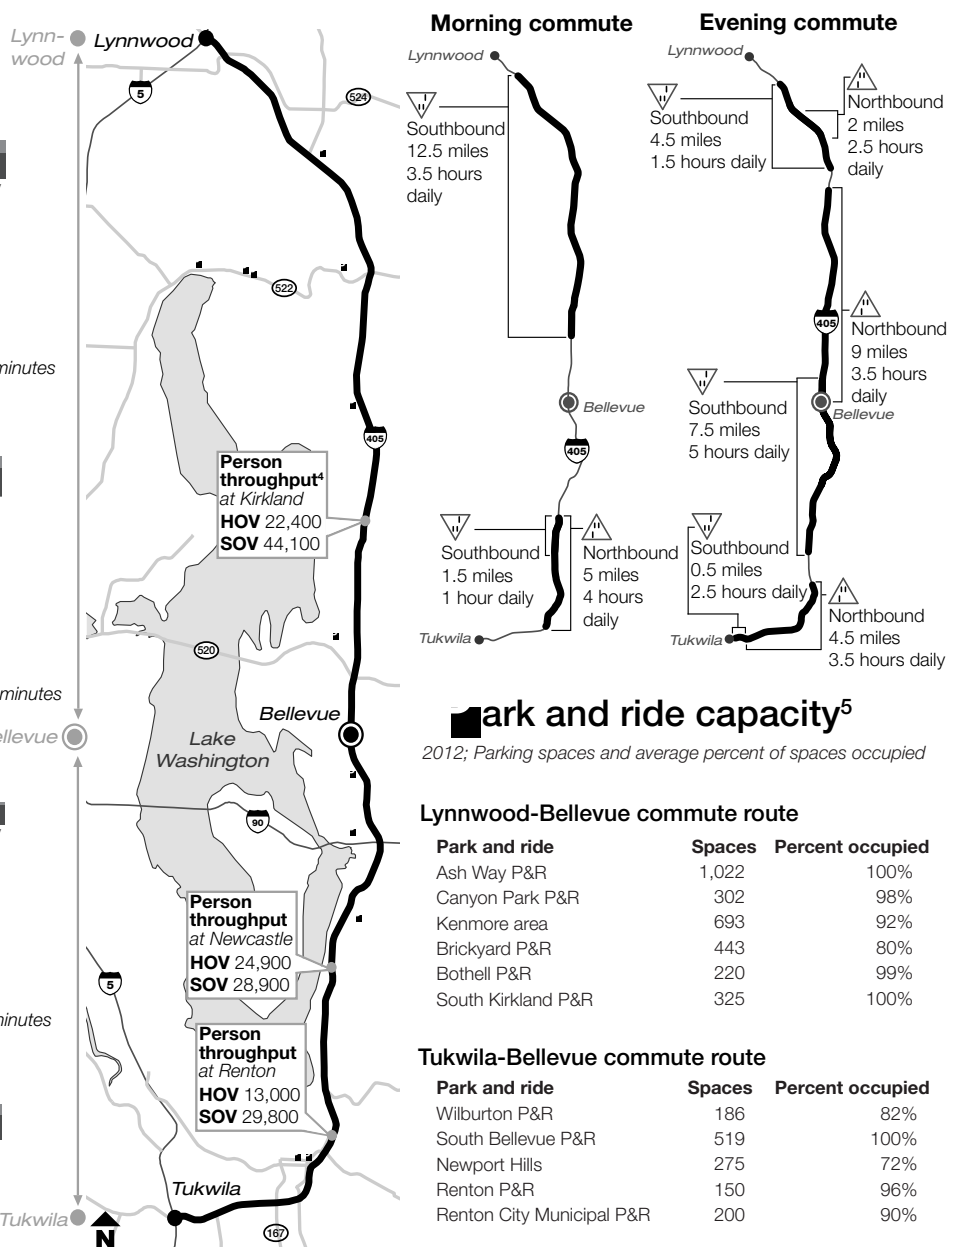 Lynn-
wood
Lynnwood
5
524
522
minutes
405
Person
throughput4
at Kirkland
HOV 22,400
SOV 44,100
520
minutes
Bellevue
ellevue
Lake
Washington
90
Person
throughput
at Newcastle
HOV 24,900
SOV 28,900
5
minutes
Person
throughput
at Renton
HOV 13,000
SOV 29,800
Tukwila
Tukwila
N
167
Morning commute
Lynnwood
Southbound
12.5 miles
3.5 hours
daily
Bellevue
405
Southbound
1.5 miles
1 hour daily
Northbound
5 miles
4 hours
daily
Tukwila
Evening commute
Lynnwood
Southbound
4.5 miles
1.5 hours daily
Northbound
2 miles
2.5 hours
daily
405
Northbound
9 miles
3.5 hours
daily
Bellevue
Southbound
7.5 miles
5 hours daily
Southbound
0.5 miles
2.5 hours daily
Tukwila
Northbound
4.5 miles
3.5 hours daily
ark and ride capacity5
2012; Parking spaces and average percent of spaces occupied
Lynnwood-Bellevue commute route
Park and ride Spaces Percent occupied
Ash Way P&R 1,022 100%
Canyon Park P&R 302 98%
Kenmore area 693 92%
Brickyard P&R 443 80%
Bothell P&R 220 99%
South Kirkland P&R 325 100%
Tukwila-Bellevue commute route
Park and ride Spaces Percent occupied
Wilburton P&R 186 82%
South Bellevue P&R 519 100%
Newport Hills 275 72%
Renton P&R 150 96%
Renton City Municipal P&R 200 90%